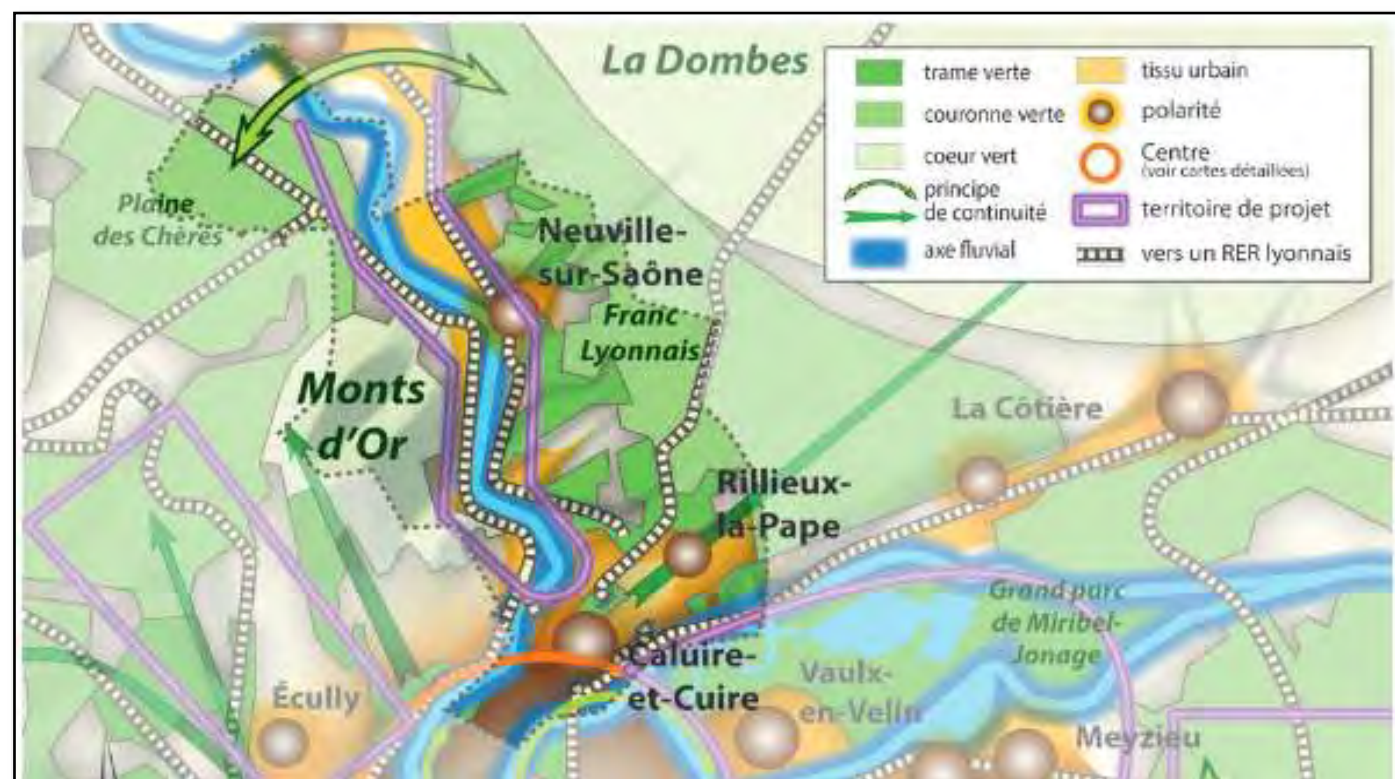 La Dombes
trame verte
couronne verte
coeur vert
principe
de continuité
axe fluvial
tissu urbain
polarité
Centre
(voir cartes détaillées)
territoire de projet
vers un RER lyonnais
Plaine
des Chères
Neuville-
sur-Saône
Franc
Lyonnais
Monts
d'Or
La Côtière
Rillieux-
la-Pape
Grand parc
de Miribel-
Jonage
Caluire-
et-Cuire
Écully
Vaulx-
en-Velin
Meyzieu